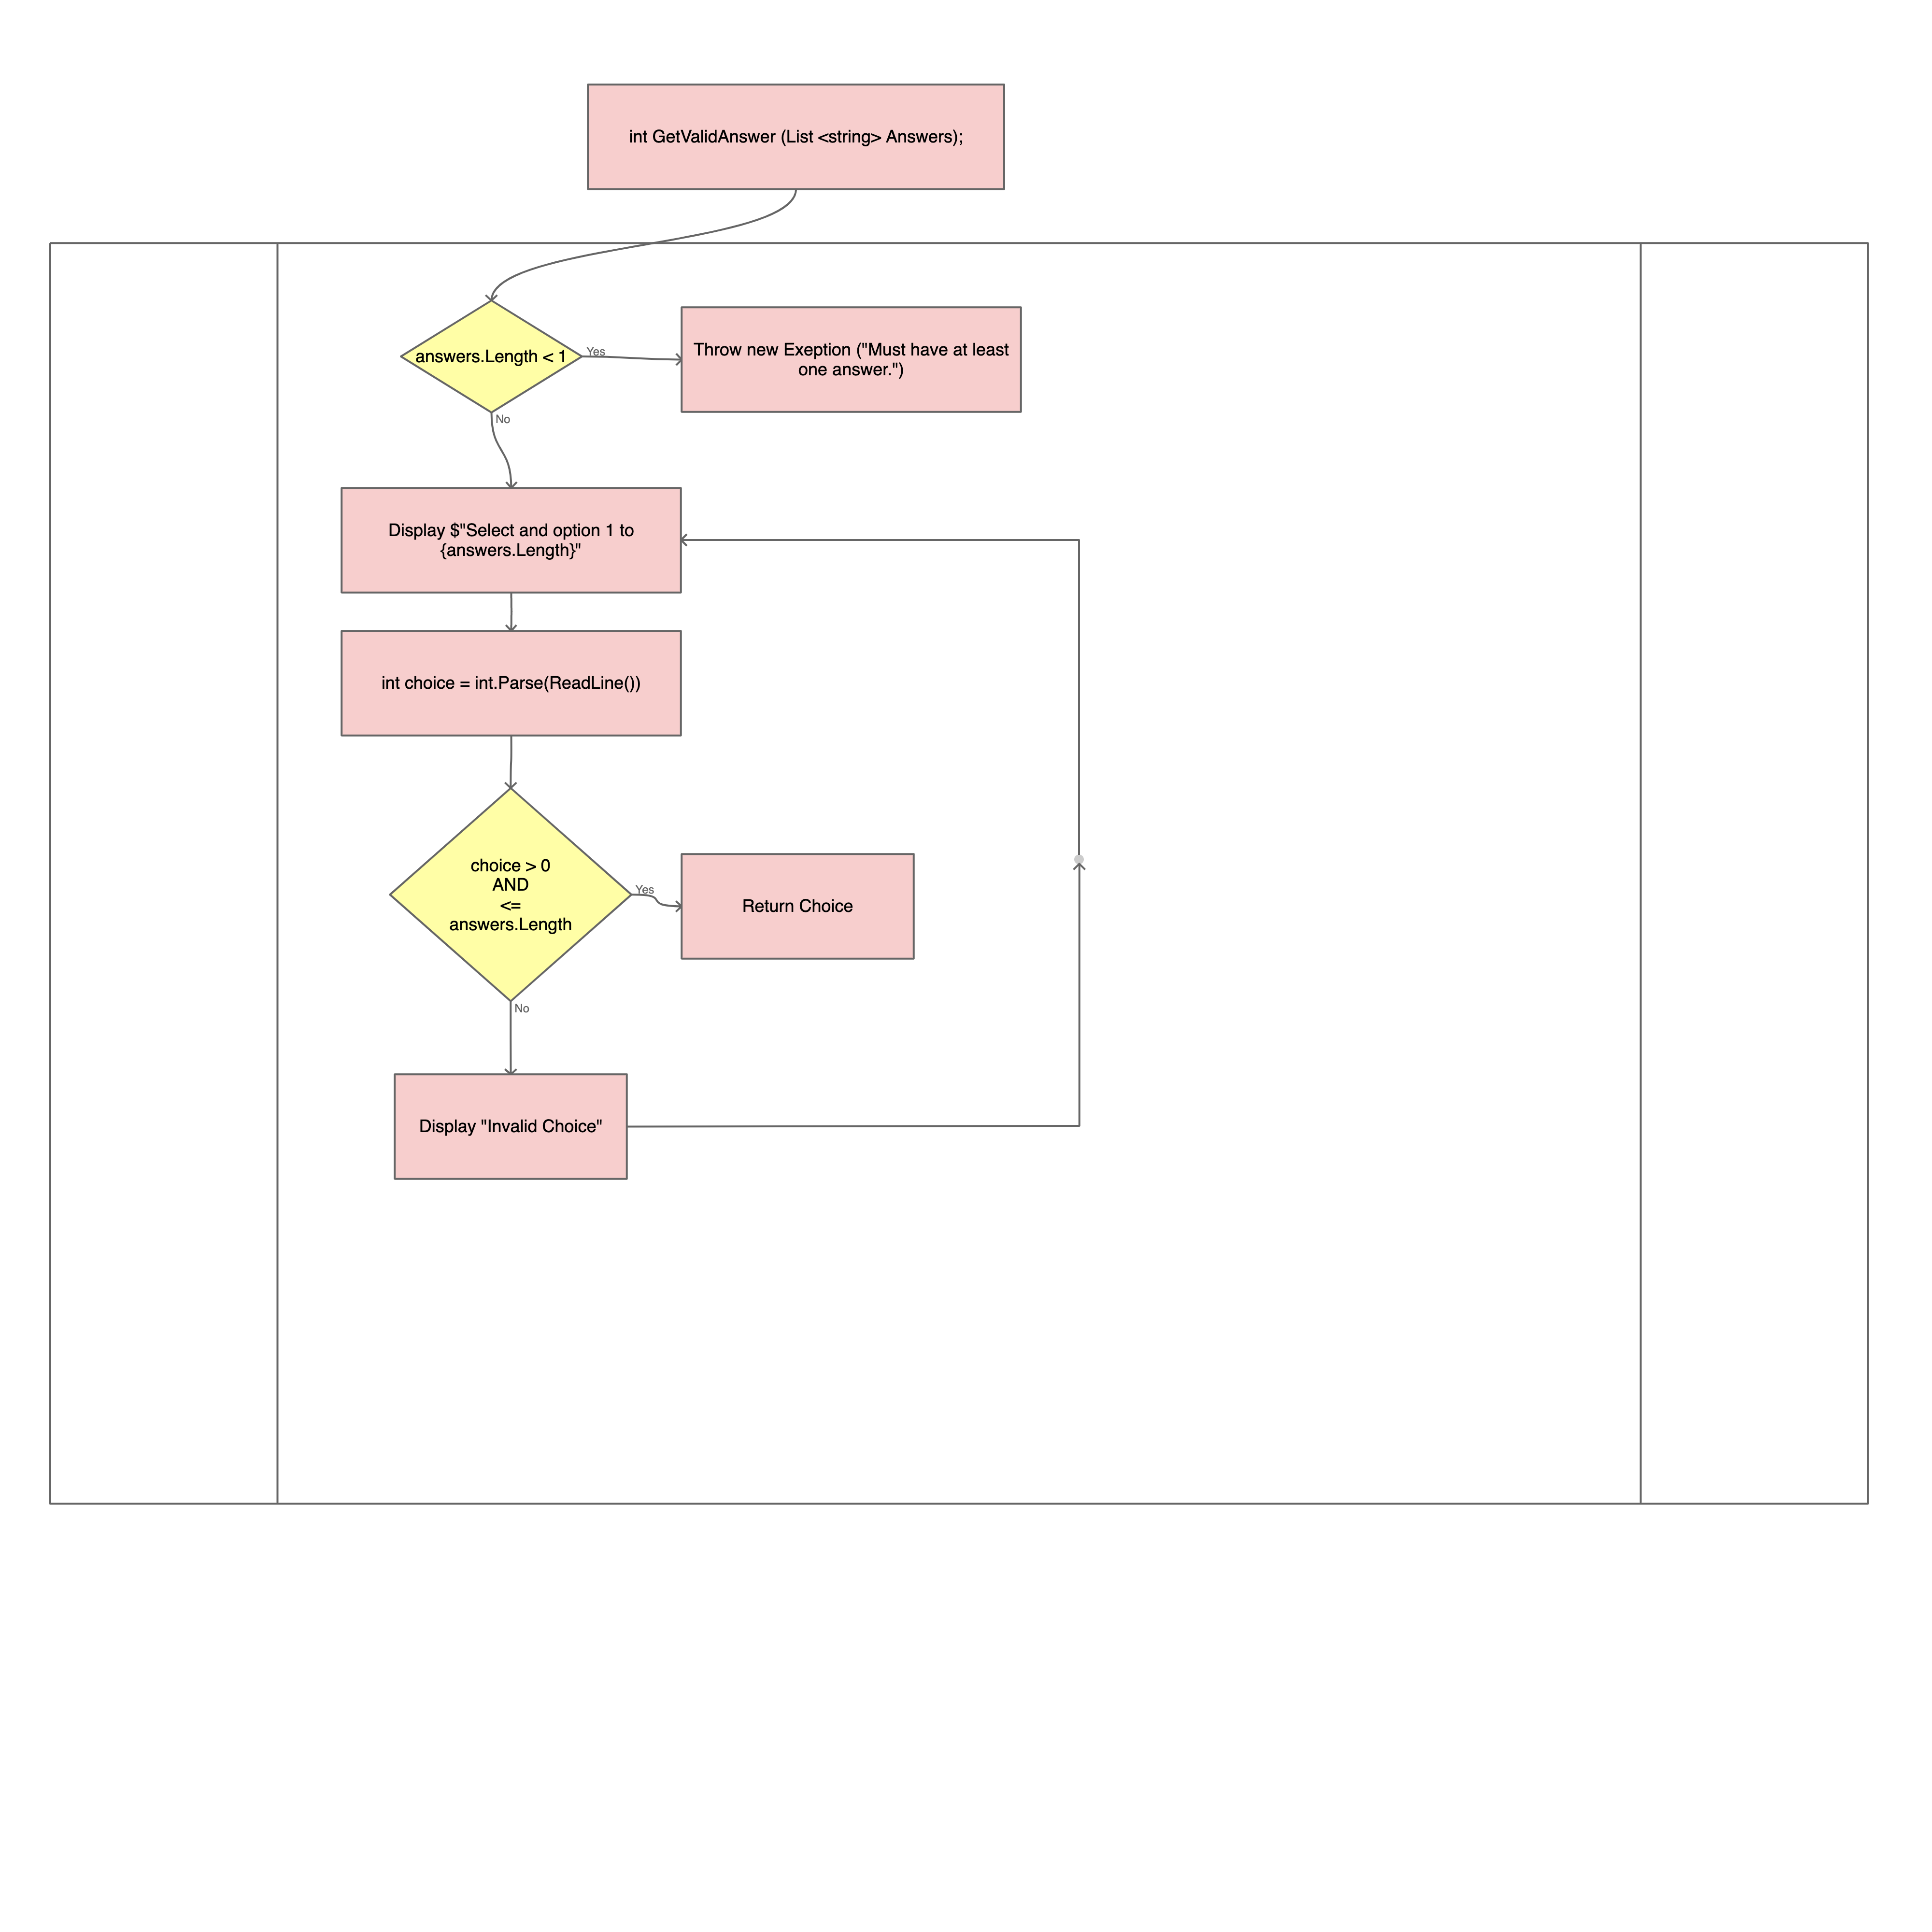 int GetValidAnswer (List <string> Answers);
answers.Length < 1
Yes
Throw new Exeption ("Must have at least
one answer.")
No
Display $"Select and option 1 to
{answers.Length}"
int choice = int.Parse(ReadLine())
choice > 0
AND
<=
answers.Length
Yes
Return Choice
No
Display "Invalid Choice"